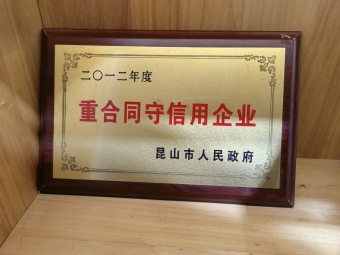 二〇一二年度
重合同守信用企业
昆山市人民政府